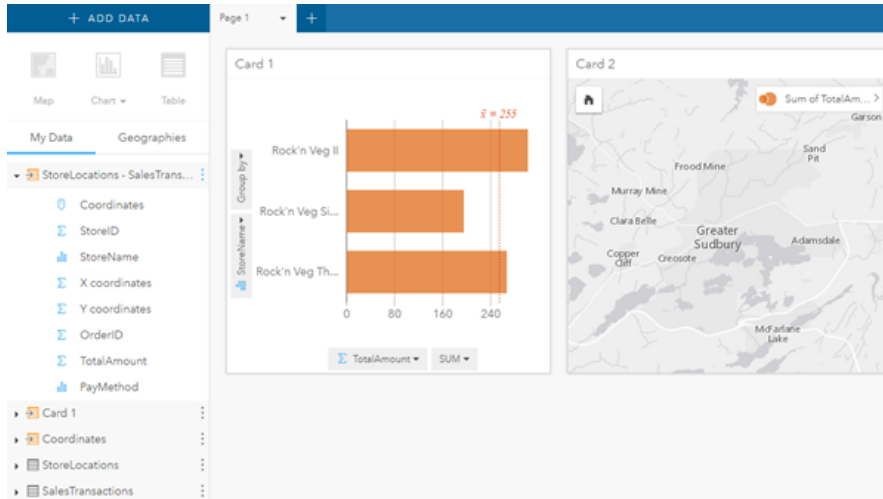 + ADD DATA
Page 1
+
Map
Chart
Table
My Data
Geographies
StoreLocations - SalesTrans...
Coordinates
StoreID
StoreName
X coordinates
Y coordinates
OrderID
TotalAmount
PayMethod
Card 1
Coordinates
StoreLocations
SalesTransactions
Card 1
x̄ = 255
Group by
StoreName
Rock'n Veg II
Rock'n Veg Si...
Rock'n Veg Th...
0 80 160 240
Σ TotalAmount
SUM
Card 2
Sum of TotalAm...
Garson
Sand
Pit
Frood Mine
Murray Mine
Clara Belle
Greater
Sudbury
Adamsdale
Copper
Cliff
Creosote
McFarlane
Lake